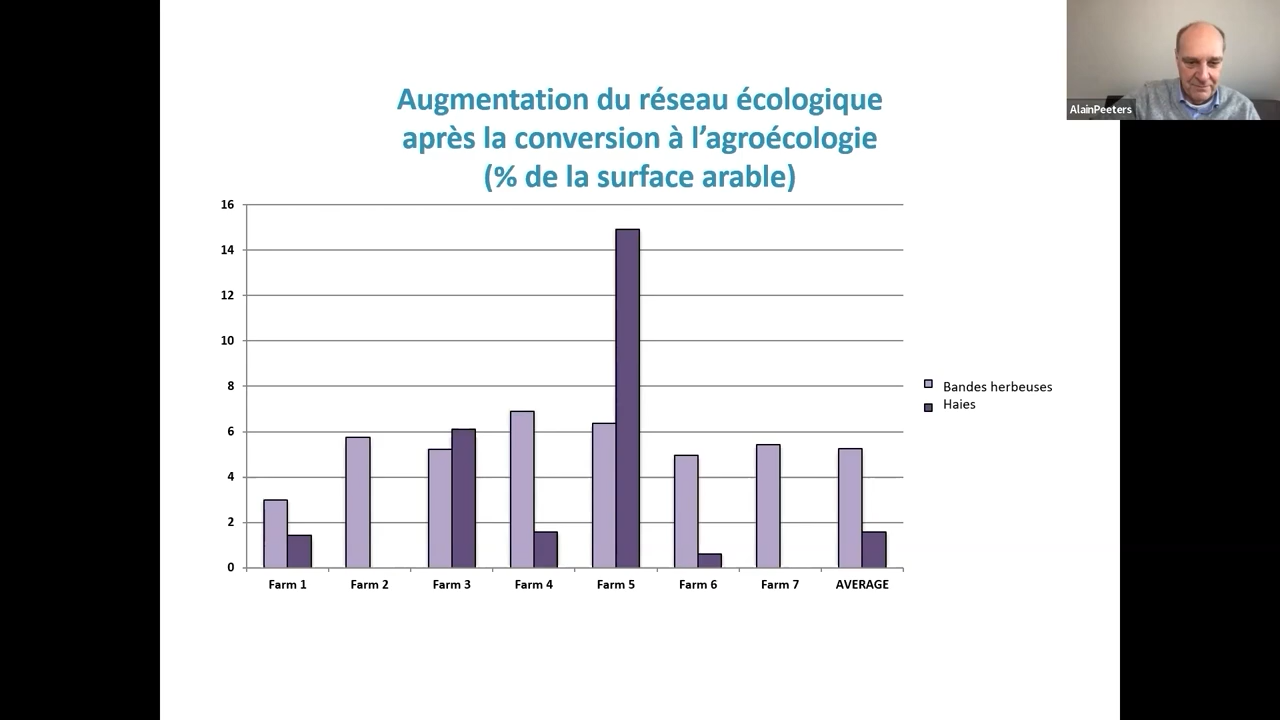 AlainPeeters
Augmentation du réseau écologique
après la conversion à l’agroécologie
(% de la surface arable)
16
14
12
10
8
6
4
2
0
Farm 1 Farm 2 Farm 3 Farm 4 Farm 5 Farm 6 Farm 7 AVERAGE
Bandes herbeuses
Haies